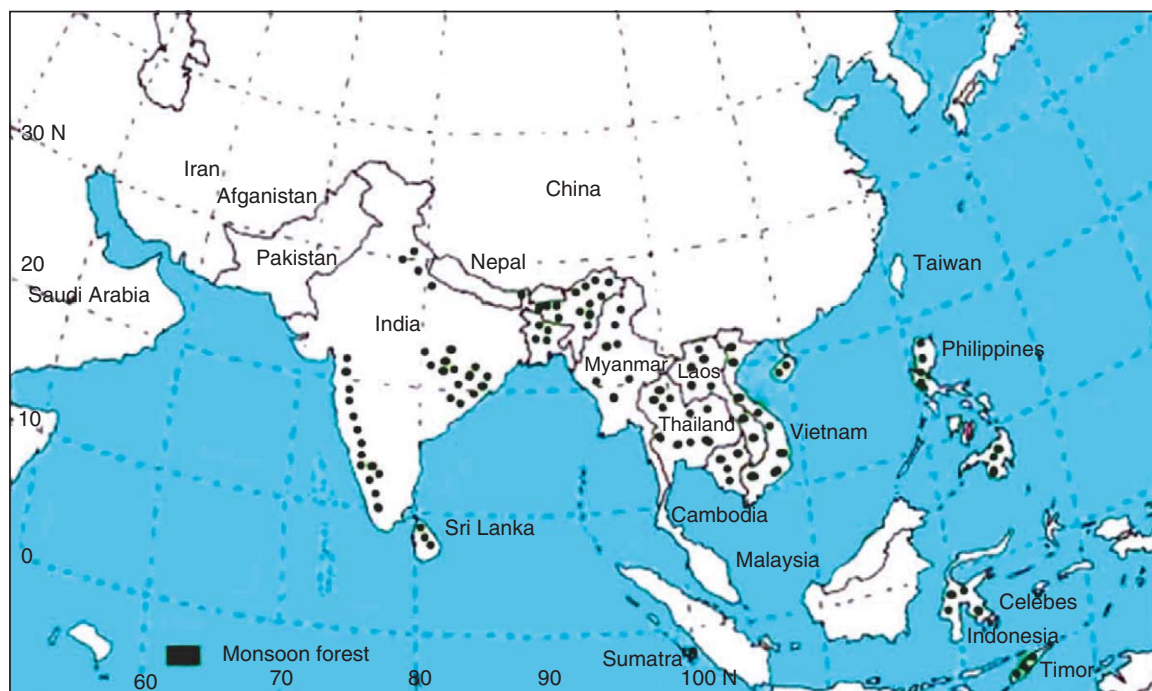 30 N
Iran
Afganistan
China
Pakistan
Nepal
20
Saudi Arabia
Taiwan
India
Philippines
Myanmar
Laos
10
Thailand
Vietnam
Sri Lanka
Cambodia
0
Malaysia
Celebes
Indonesia
Monsoon forest
Sumatra
Timor
60
70
80
90
100 N